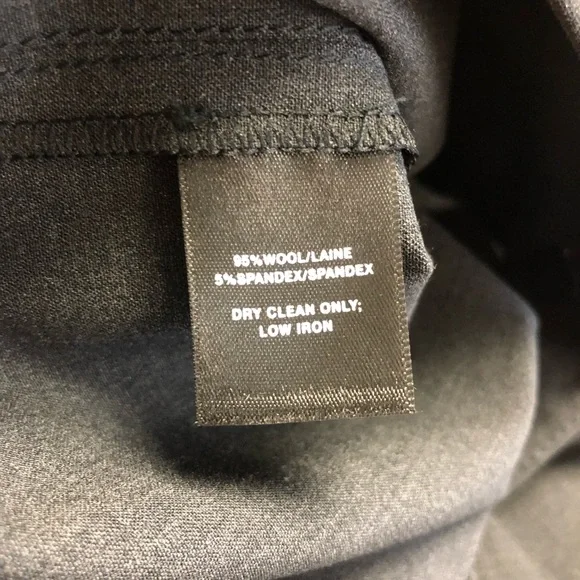 95%WOOL/LAINE
5%SPANDEX/SPANDEX
DRY CLEAN ONLY;
LOW IRON